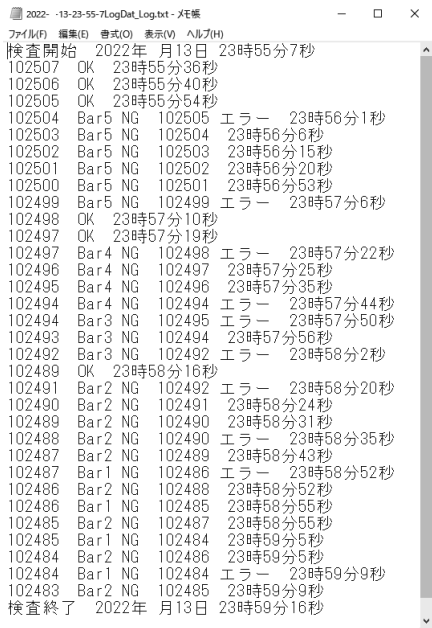 2022- -13-23-55-7LogDat_Log.txt - メモ帳
ファイル(F) 編集(E) 書式(O) 表示(V) ヘルプ(H)
検査開始 2022年 月13日 23時55分7秒
102507 OK 23時55分36秒
102506 OK 23時55分40秒
102505 OK 23時55分54秒
102504 Bar5 NG 102505 エラー 23時56分1秒
102503 Bar5 NG 102504 23時56分6秒
102502 Bar5 NG 102503 23時56分15秒
102501 Bar5 NG 102502 23時56分20秒
102500 Bar5 NG 102501 23時56分53秒
102499 Bar5 NG 102499 エラー 23時57分6秒
102498 OK 23時57分10秒
102497 OK 23時57分19秒
102497 Bar4 NG 102498 エラー 23時57分22秒
102496 Bar4 NG 102497 23時57分25秒
102495 Bar4 NG 102496 23時57分35秒
102494 Bar4 NG 102494 エラー 23時57分44秒
102494 Bar3 NG 102495 エラー 23時57分50秒
102493 Bar3 NG 102494 23時57分56秒
102492 Bar3 NG 102492 エラー 23時58分2秒
102489 OK 23時58分16秒
102491 Bar2 NG 102492 エラー 23時58分20秒
102490 Bar2 NG 102491 23時58分24秒
102489 Bar2 NG 102490 23時58分31秒
102488 Bar2 NG 102490 エラー 23時58分35秒
102487 Bar2 NG 102489 23時58分43秒
102487 Bar1 NG 102486 エラー 23時58分52秒
102486 Bar2 NG 102488 23時58分52秒
102486 Bar1 NG 102485 23時58分55秒
102485 Bar2 NG 102487 23時58分55秒
102485 Bar1 NG 102484 23時59分5秒
102484 Bar2 NG 102486 23時59分5秒
102484 Bar1 NG 102484 エラー 23時59分9秒
102483 Bar2 NG 102485 23時59分9秒
検査終了 2022年 月13日 23時59分16秒